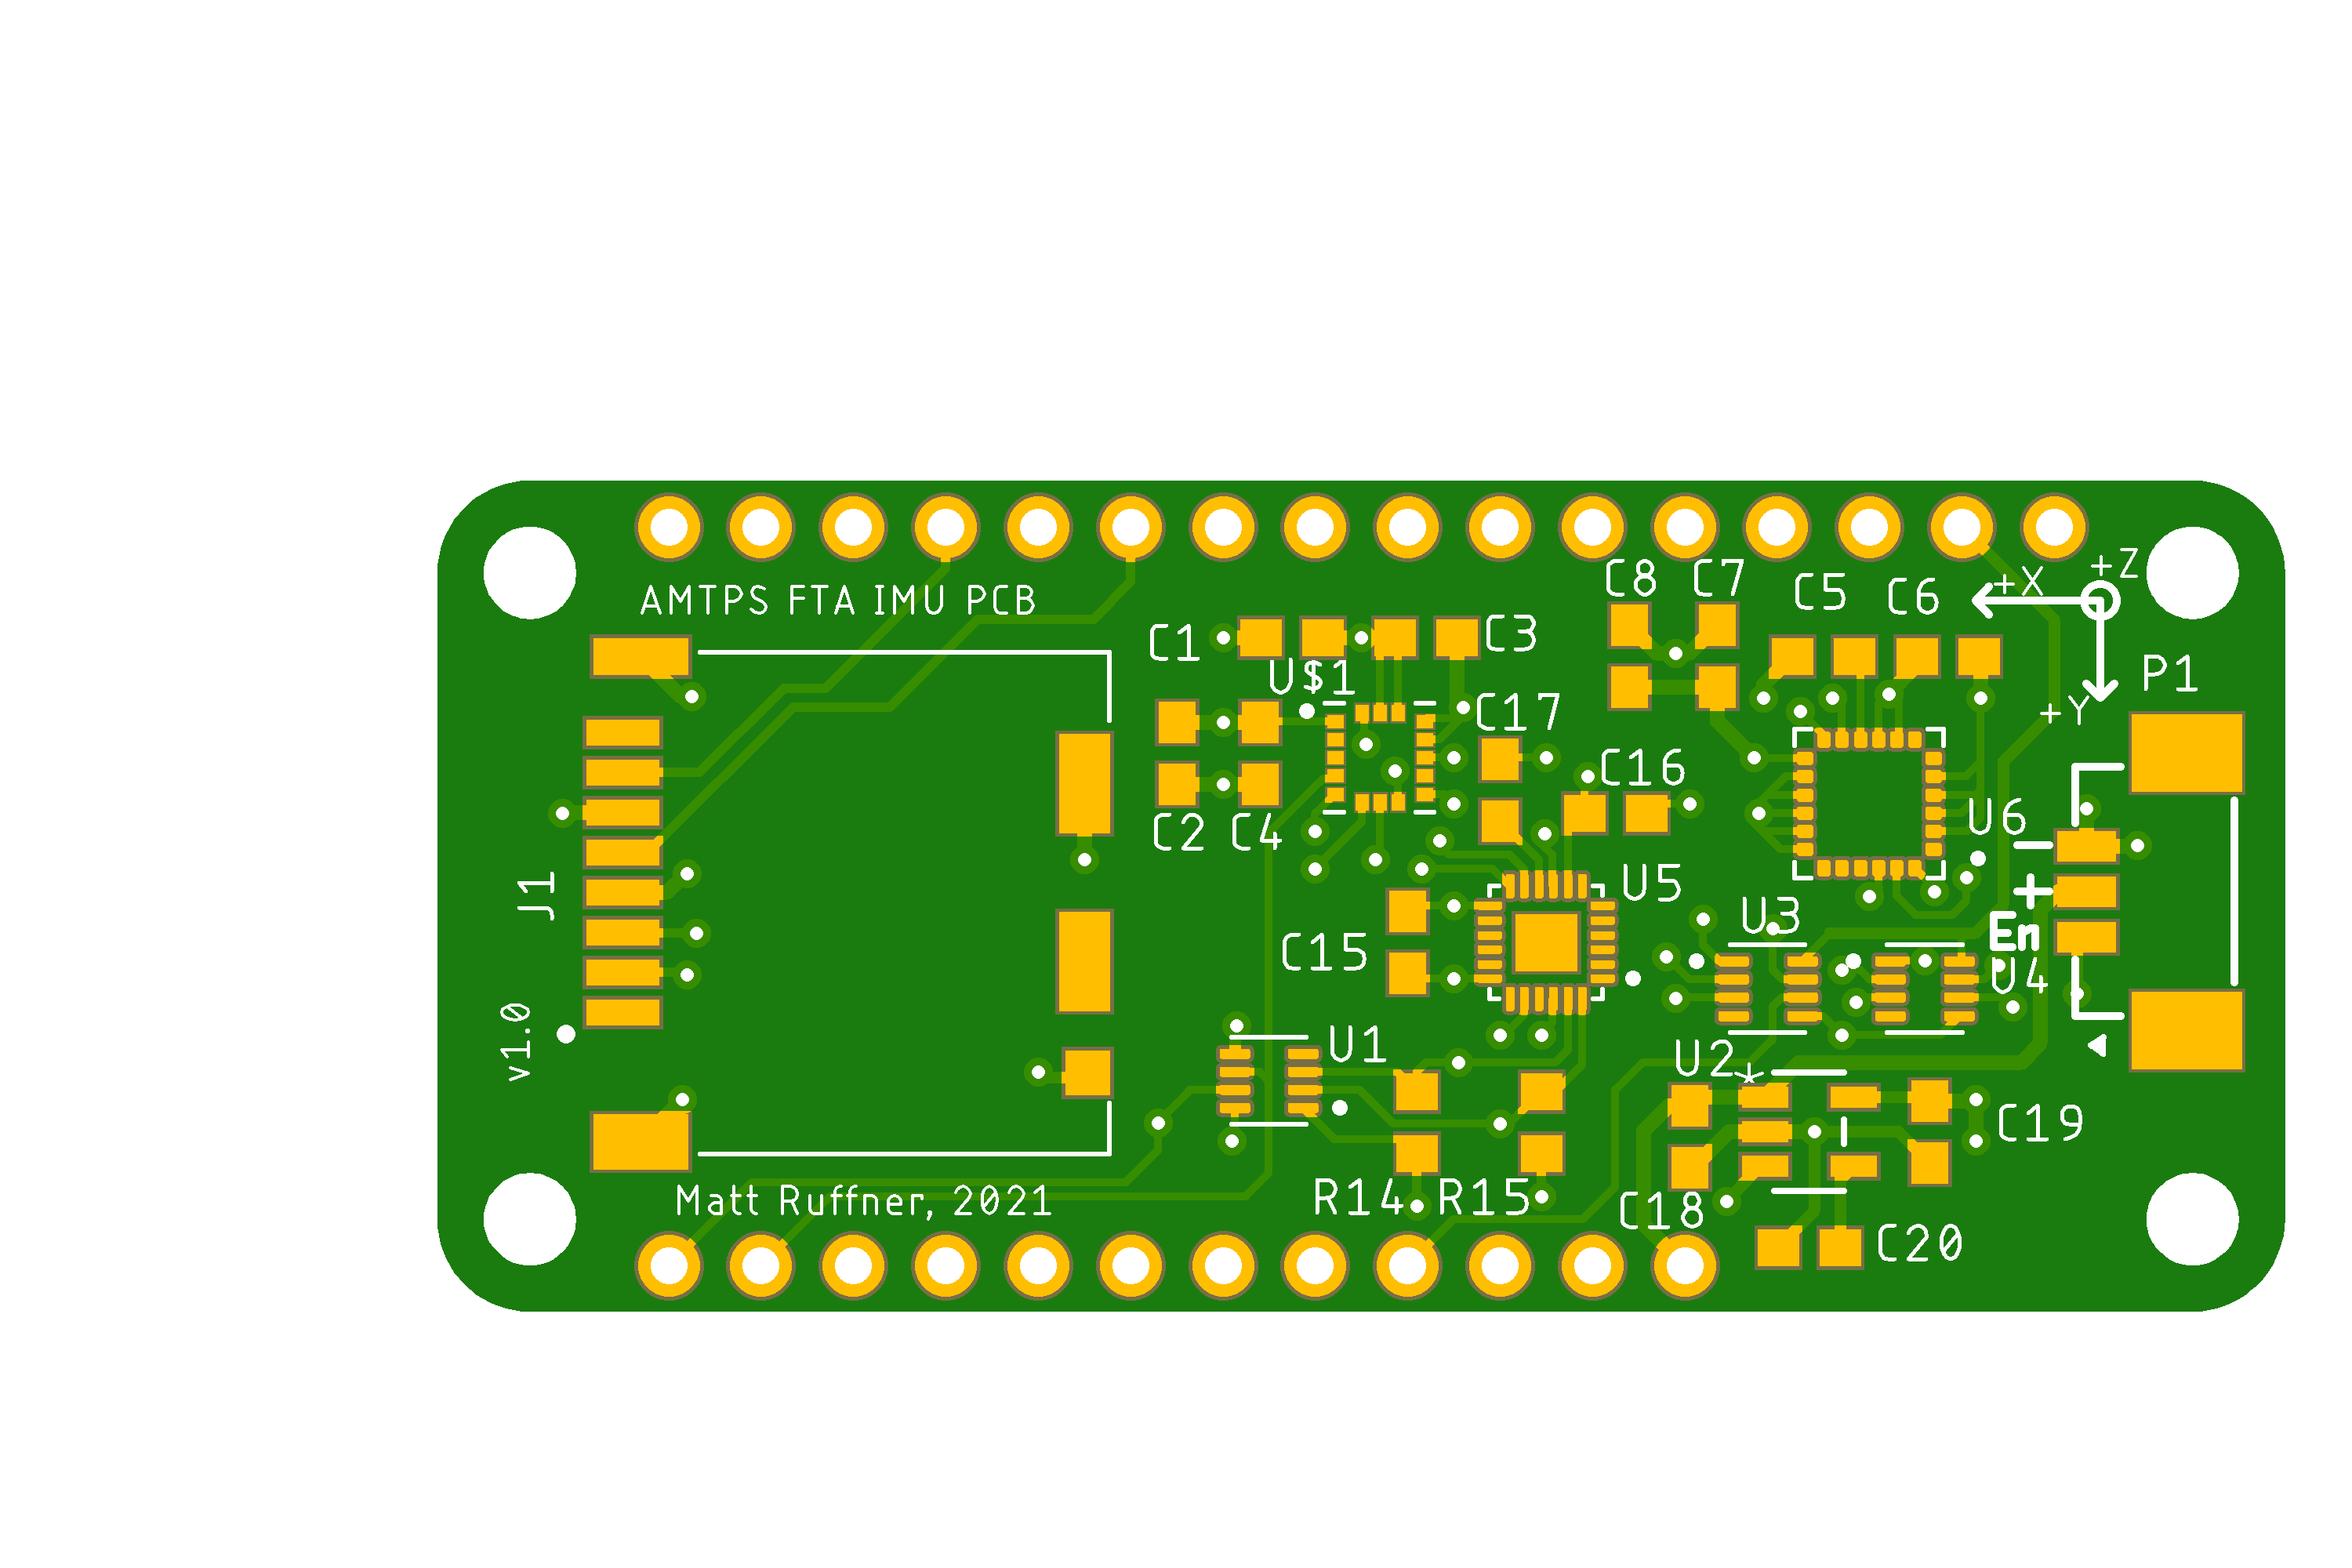 C8 C7
C5 C6
+X +Z
AMTPS FTA IMU PCB
C1
C3
U$1
P1
C17
+Y
C16
C2 C4
U6
J1
U5
U3
+
En
C15
U4
v1.0
U1
U2
*
C19
Matt Ruffner, 2021
R14 R15
C18
C20